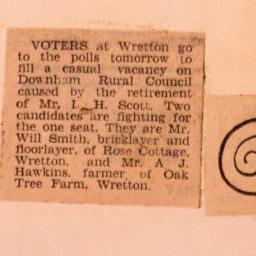 VOTERS at Wretton go
to the polls tomorrow to
fill a casual vacancy on
Downham Rural Council
caused by the retirement
of Mr. L. H. Scott. Two
candidates are fighting for
the one seat. They are Mr.
Will Smith, bricklayer and
floorlayer, of Rose Cottage,
Wretton, and Mr. A J.
Hawkins, farmer, of Oak
Tree Farm, Wretton.